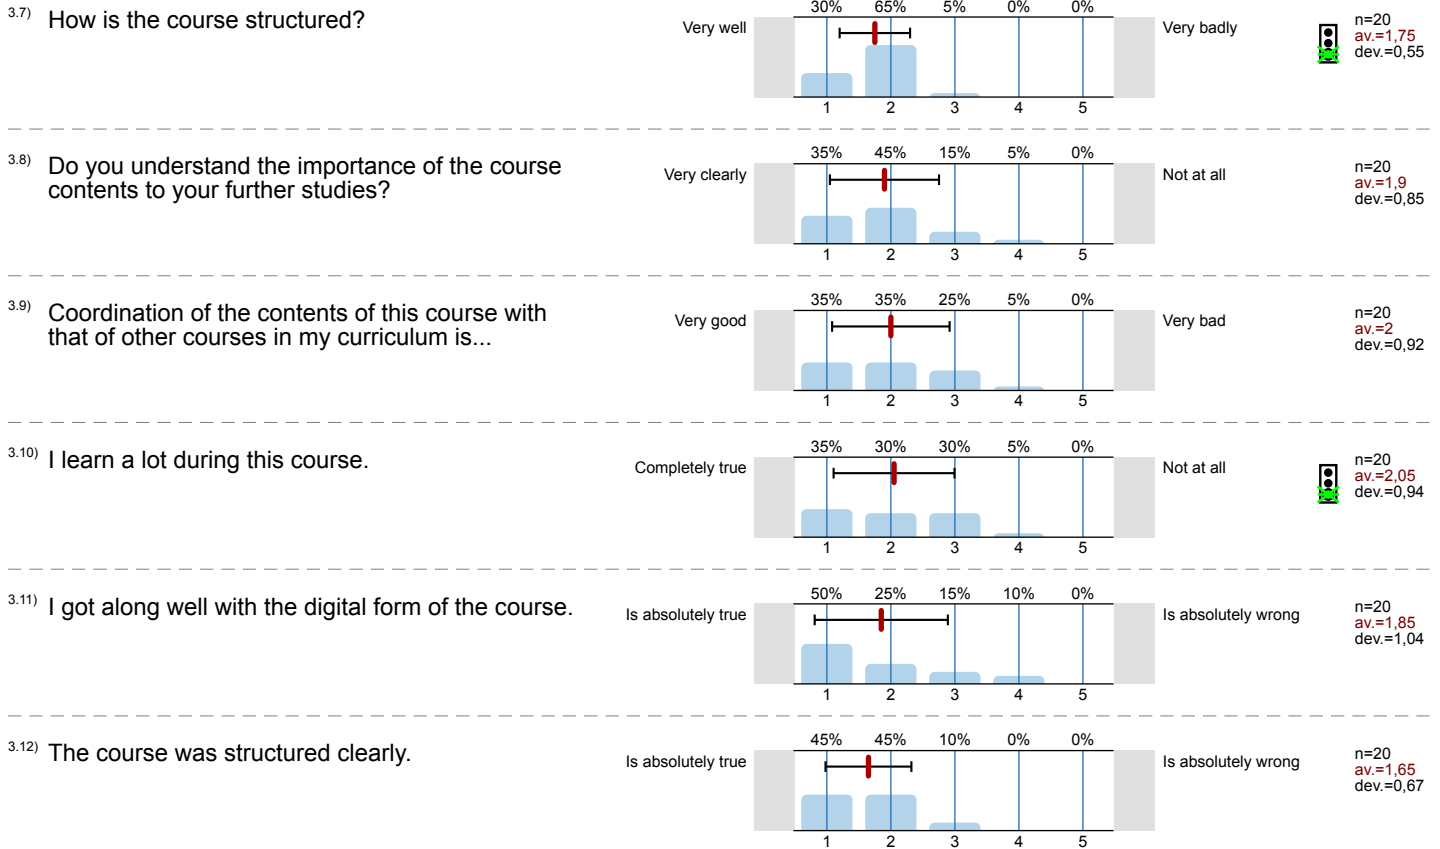 3.7) How is the course structured?
30% 65% 5% 0% 0%
Very well
Very badly
n=20
av.=1,75
dev.=0,55
1 2 3 4 5
3.8) Do you understand the importance of the course
contents to your further studies?
35% 45% 15% 5% 0%
Very clearly
Not at all
n=20
av.=1,9
dev.=0,85
1 2 3 4 5
3.9) Coordination of the contents of this course with
that of other courses in my curriculum is...
35% 35% 25% 5% 0%
Very good
Very bad
n=20
av.=2
dev.=0,92
1 2 3 4 5
3.10) I learn a lot during this course.
35% 30% 30% 5% 0%
Completely true
Not at all
n=20
av.=2,05
dev.=0,94
1 2 3 4 5
3.11) I got along well with the digital form of the course.
50% 25% 15% 10% 0%
Is absolutely true
Is absolutely wrong
n=20
av.=1,85
dev.=1,04
1 2 3 4 5
3.12) The course was structured clearly.
45% 45% 10% 0% 0%
Is absolutely true
Is absolutely wrong
n=20
av.=1,65
dev.=0,67
1 2 3 4 5